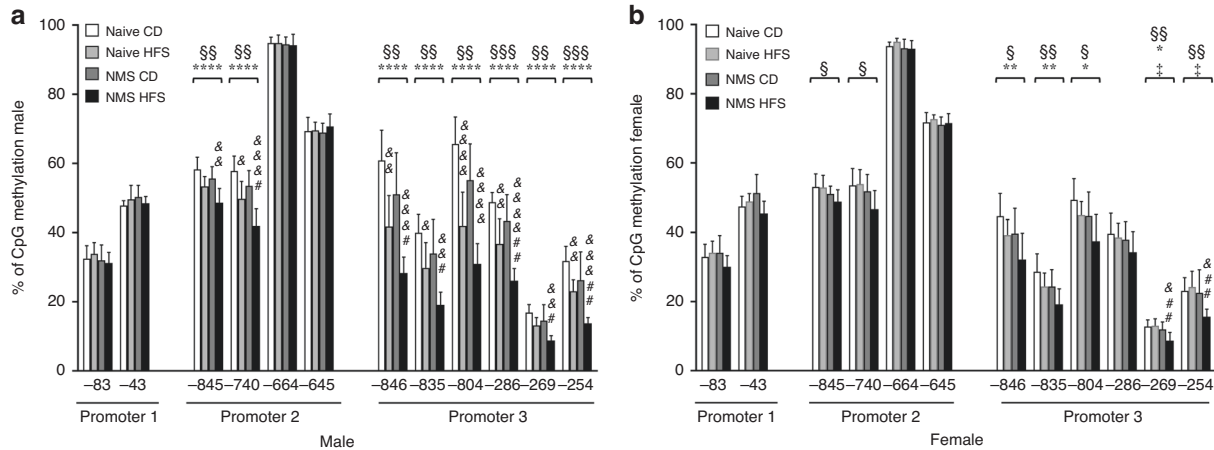 a
% of CpG methylation male
100
80
60
40
20
0
Naive CD
Naive HFS
NMS CD
NMS HFS
§§ §§ §§ §§ §§ §§§ §§ §§§
**** **** **** **** **** **** **** ****
& & & & & & # & & & & & # # & & & # & & & & & & & & & # # & & # & & & & & # #
–83 –43 –845 –740 –664 –645 –846 –835 –804 –286 –269 –254
Promoter 1 Promoter 2 Promoter 3
Male
b
% of CpG methylation female
100
80
60
40
20
0
Naive CD
Naive HFS
NMS CD
NMS HFS
§ § § §§ § §§ §§
** ** * * ‡ ‡
& # # & # #
–83 –43 –845 –740 –664 –645 –846 –835 –804 –286 –269 –254
Promoter 1 Promoter 2 Promoter 3
Female